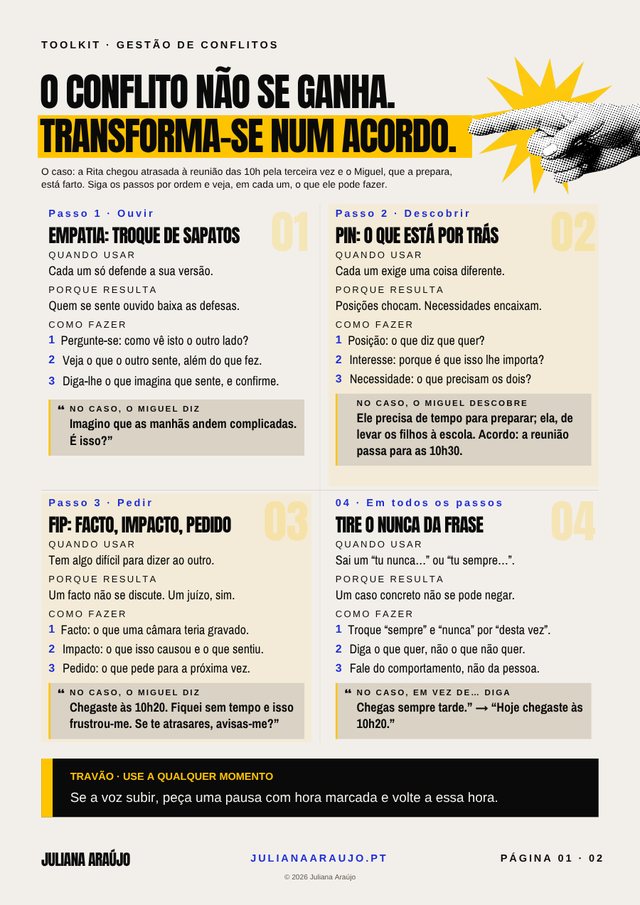 TOOLKIT · GESTÃO DE CONFLITOS
O CONFLITO NÃO SE GANHA.
TRANSFORMA-SE NUM ACORDO.
O caso: a Rita chegou atrasada à reunião das 10h pela terceira vez e o Miguel, que a prepara,
está farto. Siga os passos por ordem e veja, em cada um, o que ele pode fazer.
Passo 1 · Ouvir
01
EMPATIA: TROQUE DE SAPATOS
QUANDO USAR
Cada um só defende a sua versão.
PORQUE RESULTA
Quem se sente ouvido baixa as defesas.
COMO FAZER
1 Pergunte-se: como vê isto o outro lado?
2 Veja o que o outro sente, além do que fez.
3 Diga-lhe o que imagina que sente, e confirme.
❝ NO CASO, O MIGUEL DIZ
Imagino que as manhãs andem complicadas.
É isso?”
Passo 2 · Descobrir
02
PIN: O QUE ESTÁ POR TRÁS
QUANDO USAR
Cada um exige uma coisa diferente.
PORQUE RESULTA
Posições chocam. Necessidades encaixam.
COMO FAZER
1 Posição: o que diz que quer?
2 Interesse: porque é que isso lhe importa?
3 Necessidade: o que precisam os dois?
NO CASO, O MIGUEL DESCOBRE
Ele precisa de tempo para preparar; ela, de
levar os filhos à escola. Acordo: a reunião
passa para as 10h30.
Passo 3 · Pedir
03
FIP: FACTO, IMPACTO, PEDIDO
QUANDO USAR
Tem algo difícil para dizer ao outro.
PORQUE RESULTA
Um facto não se discute. Um juízo, sim.
COMO FAZER
1 Facto: o que uma câmara teria gravado.
2 Impacto: o que isso causou e o que sentiu.
3 Pedido: o que pede para a próxima vez.
❝ NO CASO, O MIGUEL DIZ
Chegaste às 10h20. Fiquei sem tempo e isso
frustrou-me. Se te atrasares, avisas-me?”
04 · Em todos os passos
04
TIRE O NUNCA DA FRASE
QUANDO USAR
Sai um “tu nunca…” ou “tu sempre…”.
PORQUE RESULTA
Um caso concreto não se pode negar.
COMO FAZER
1 Troque “sempre” e “nunca” por “desta vez”.
2 Diga o que quer, não o que não quer.
3 Fale do comportamento, não da pessoa.
❝ NO CASO, EM VEZ DE… DIGA
Chegas sempre tarde.” → “Hoje chegaste às
10h20.”
TRAVÃO · USE A QUALQUER MOMENTO
Se a voz subir, peça uma pausa com hora marcada e volte a essa hora.
JULIANA ARAÚJO
JULIANAARAUJO.PT
PÁGINA 01 · 02
© 2026 Juliana Araújo